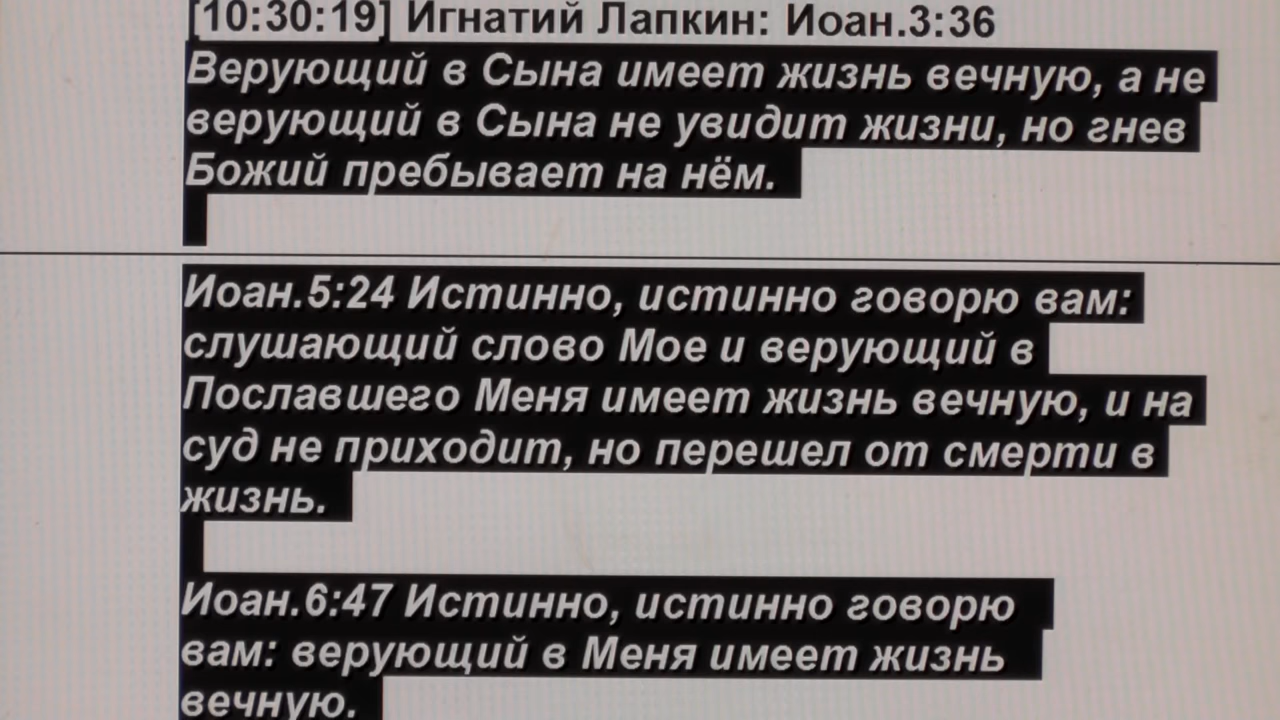 [10:30:19] Игнатий Лапкин: Иоан.3:36
Верующий в Сына имеет жизнь вечную, а не
верующий в Сына не увидит жизни, но гнев
Божий пребывает на нём.
Иоан.5:24 Истинно, истинно говорю вам:
слушающий слово Мое и верующий в
Пославшего Меня имеет жизнь вечную, и на
суд не приходит, но перешел от смерти в
жизнь.
Иоан.6:47 Истинно, истинно говорю
вам: верующий в Меня имеет жизнь
вечную.